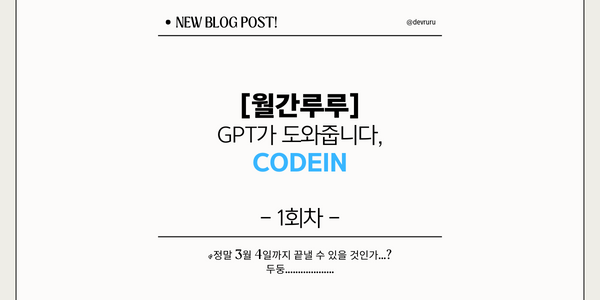 • NEW BLOG POST!
@devruru
[월간루루]
GPT가 도와줍니다,
CODEIN
– 1회차 –
정말 3월 4일까지 끝낼 수 있을 것인가...?
두둥...................